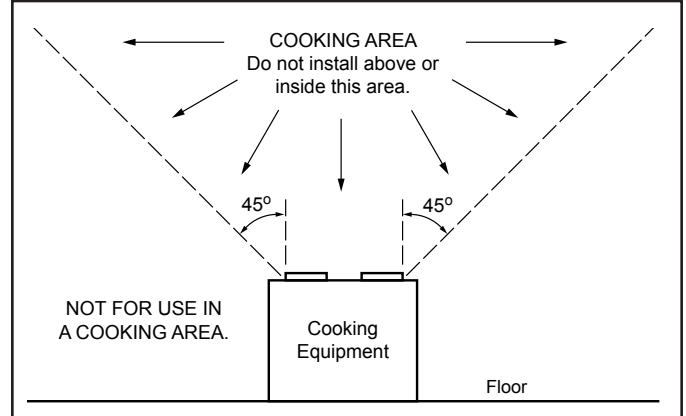 COOKING AREA
Do not install above or
inside this area.
45º
45º
NOT FOR USE IN
A COOKING AREA.
Cooking
Equipment
Floor